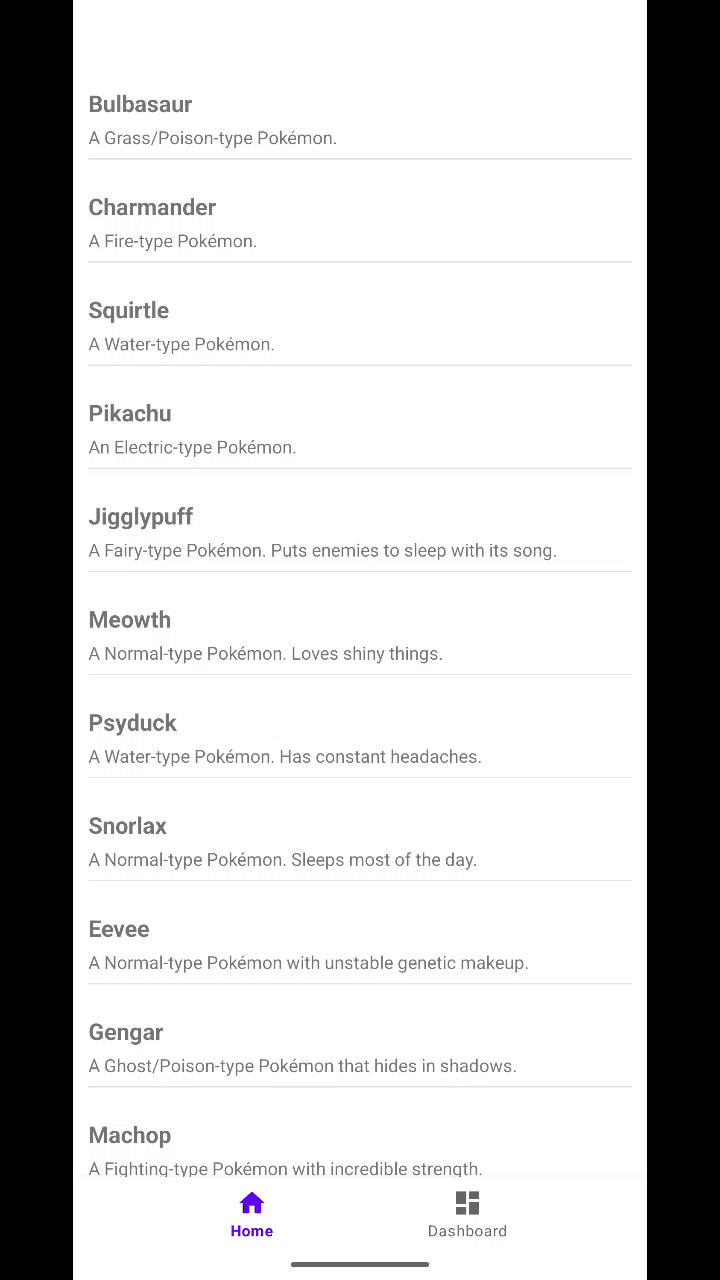 Bulbasaur
A Grass/Poison-type Pokémon.
Charmander
A Fire-type Pokémon.
Squirtle
A Water-type Pokémon.
Pikachu
An Electric-type Pokémon.
Jigglypuff
A Fairy-type Pokémon. Puts enemies to sleep with its song.
Meowth
A Normal-type Pokémon. Loves shiny things.
Psyduck
A Water-type Pokémon. Has constant headaches.
Snorlax
A Normal-type Pokémon. Sleeps most of the day.
Eevee
A Normal-type Pokémon with unstable genetic makeup.
Gengar
A Ghost/Poison-type Pokémon that hides in shadows.
Machop
A Fighting-type Pokémon with incredible strength.
Home
Dashboard